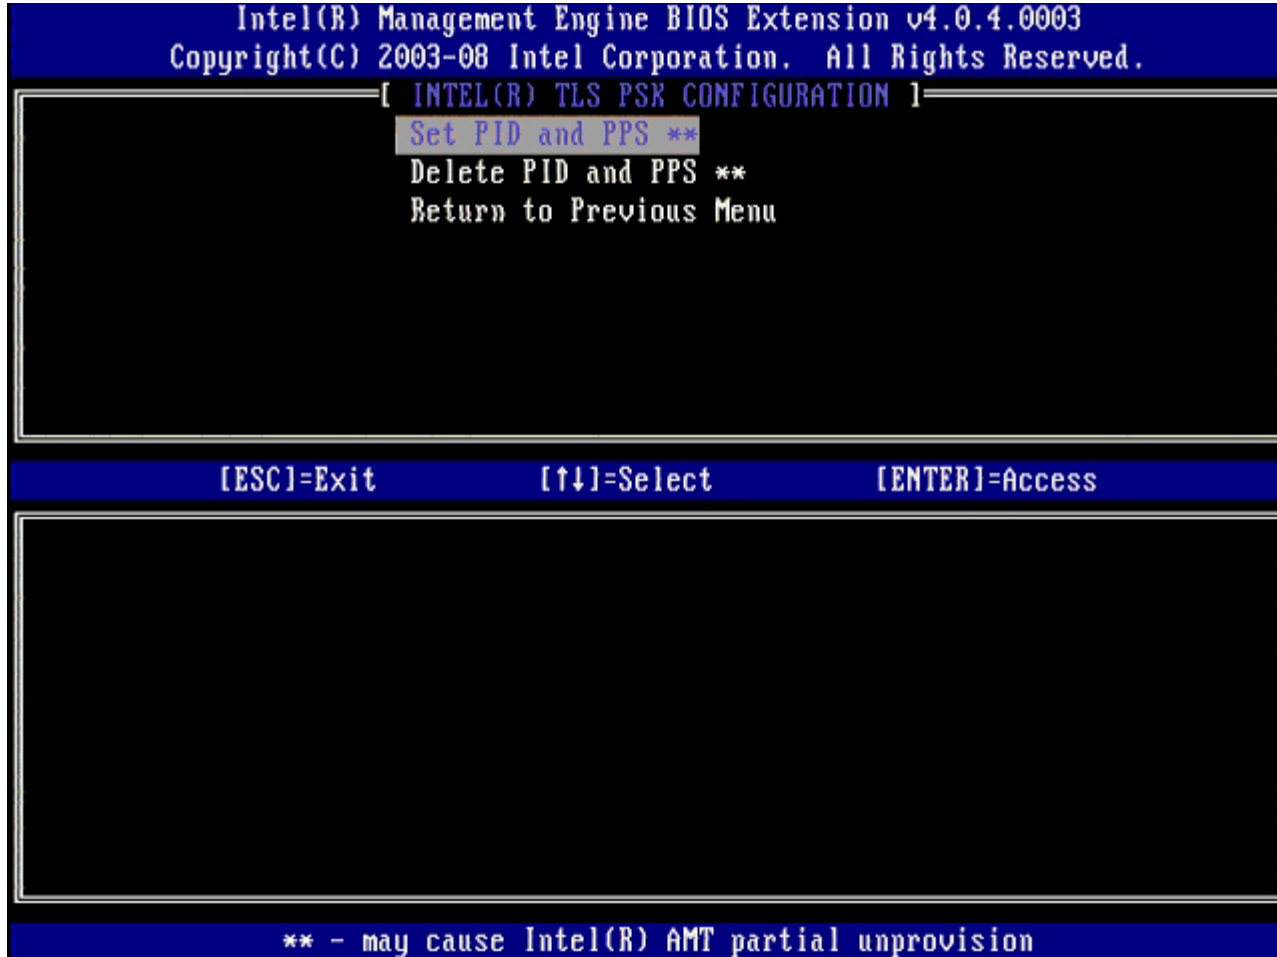 Intel(R) Management Engine BIOS Extension v4.0.4.0003
Copyright(C) 2003-08 Intel Corporation.  All Rights Reserved.
[ INTEL(R) TLS PSK CONFIGURATION ]
Set PID and PPS **
Delete PID and PPS **
Return to Previous Menu
[ESC]=Exit [↑↓]=Select [ENTER]=Access
** - may cause Intel(R) AMT partial unprovision